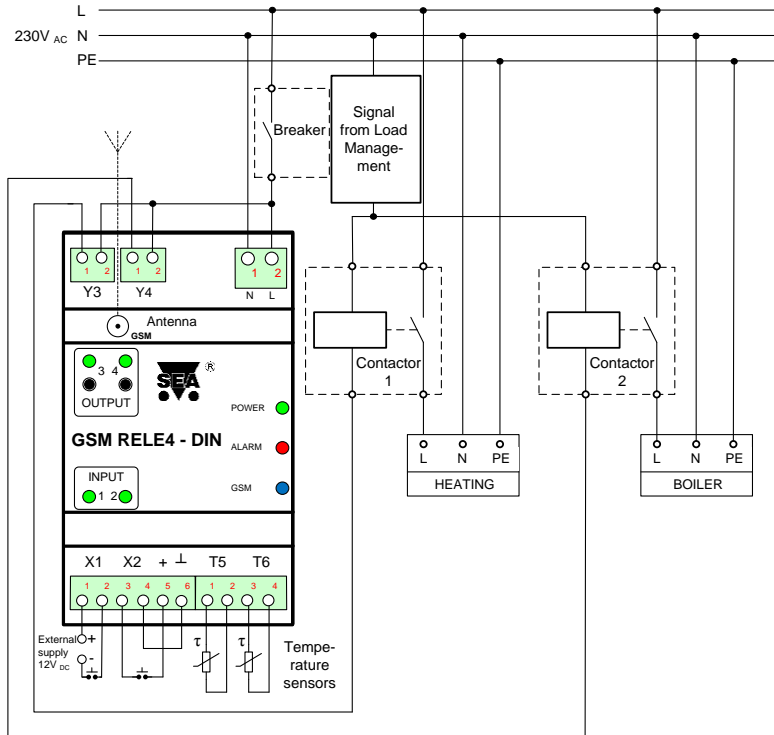 L
230V AC N
PE
Breaker
Signal
from Load
Manage-
ment
1 2 1 2 1 2
Y3 Y4 N L
Antenna
GSM
3 4
OUTPUT
SEA ®
POWER
GSM RELE4 - DIN
ALARM
INPUT
1 2
GSM
X1 X2 + ⊥ T5 T6
1 2 3 4 5 6 1 2 3 4
External
supply
12V DC
+
-
τ τ
Tempe-
rature
sensors
Contactor
1
Contactor
2
L N PE
HEATING
L N PE
BOILER